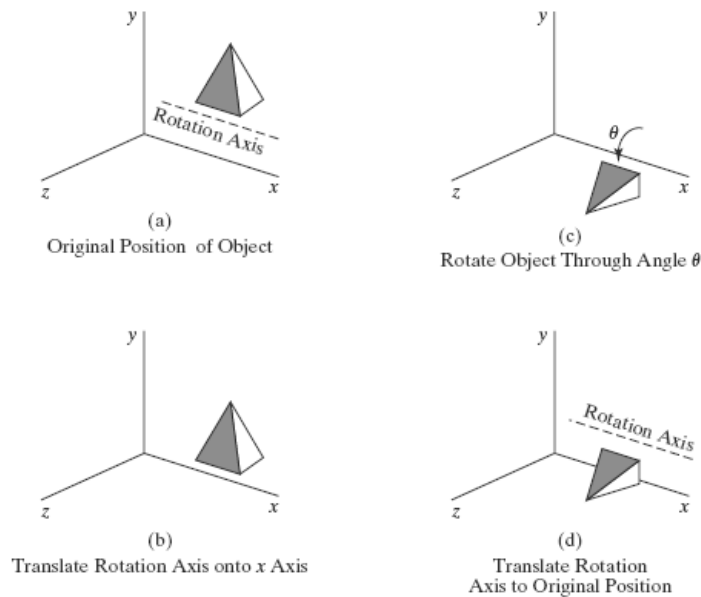 y
Rotation Axis
z
x
(a)
Original Position of Object
y
θ
z
x
(c)
Rotate Object Through Angle θ
y
z
x
(b)
Translate Rotation Axis onto x Axis
y
Rotation Axis
z
x
(d)
Translate Rotation
Axis to Original Position